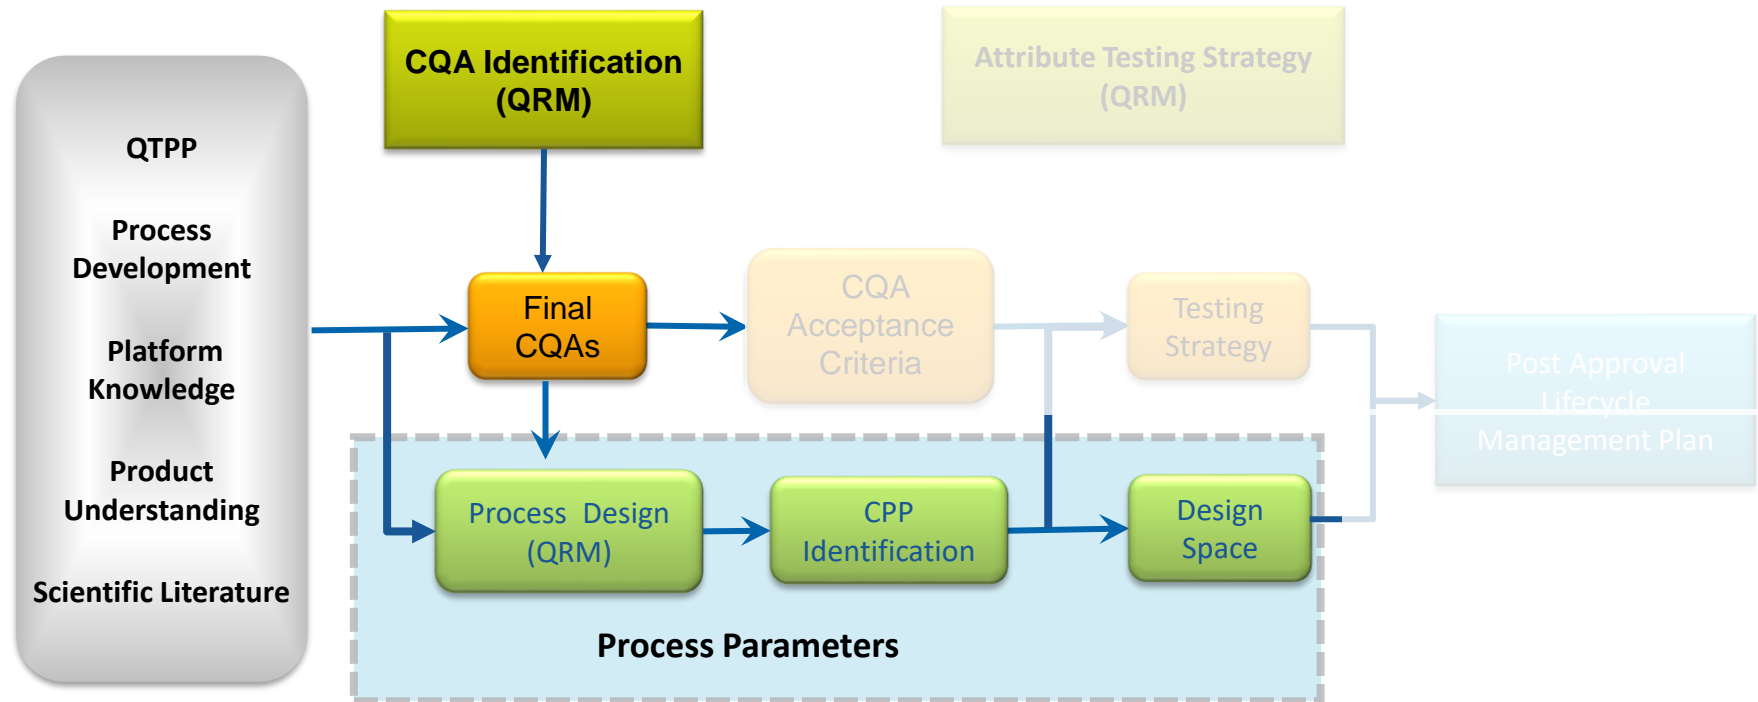 QTPP
Process
Development
Platform
Knowledge
Product
Understanding
Scientific Literature
CQA Identification
(QRM)
Attribute Testing Strategy
(QRM)
Final
CQAs
CQA
Acceptance
Criteria
Testing
Strategy
Post Approval
Lifecycle
Management Plan
Process Design
(QRM)
CPP
Identification
Design
Space
Process Parameters